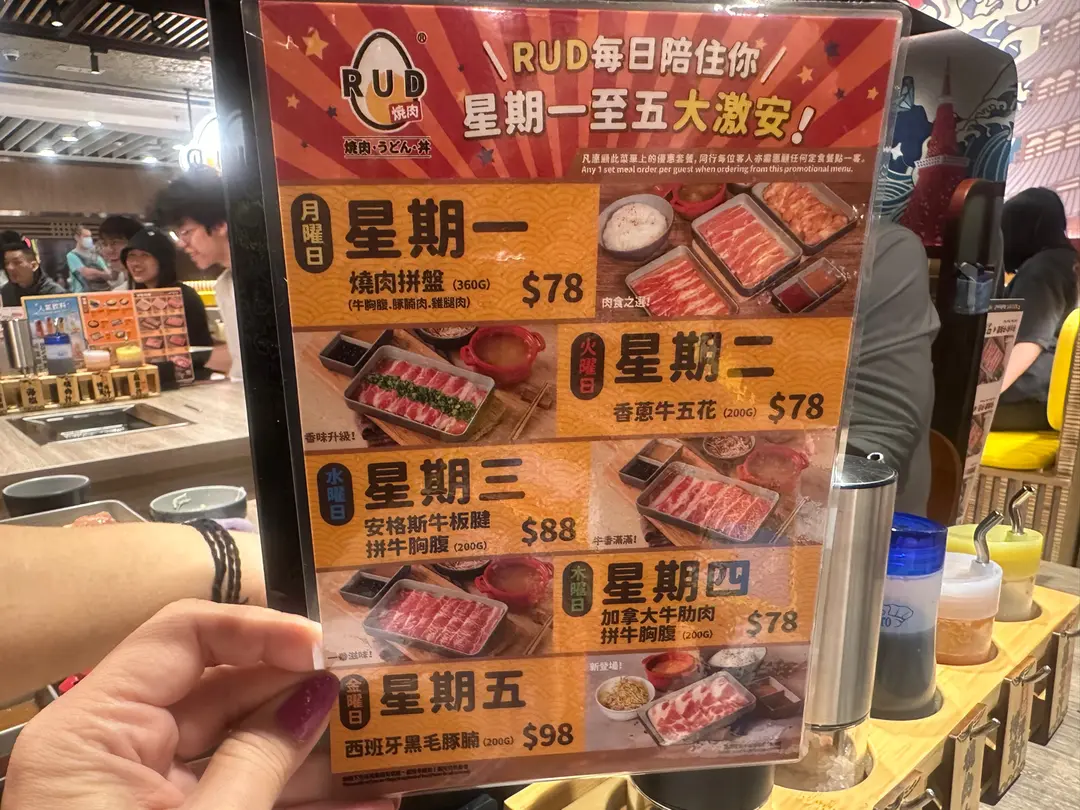 RUD®
燒肉
燒肉・うどん・丼
RUD每日陪住你
星期一至五大激安!
凡惠顧此菜單上的優惠套餐,同行每位客人亦需惠顧任何定食餐點一客。
Any 1 set meal order per guest when ordering from this promotional menu.
月曜日
星期一
燒肉拼盤 (360G)
(牛胸腹、豚腩肉、雞腿肉)
$78
肉食之選!
香味升級!
火曜日
星期二
香蔥牛五花 (200G) $78
水曜日
星期三
安格斯牛板腱
拼牛胸腹 (200G)
$88
牛香滿滿!
一番滋味!
木曜日
星期四
加拿大牛肋肉
拼牛胸腹 (200G)
$78
金曜日
星期五
西班牙黑毛豚腩 (200G) $98
新登場!